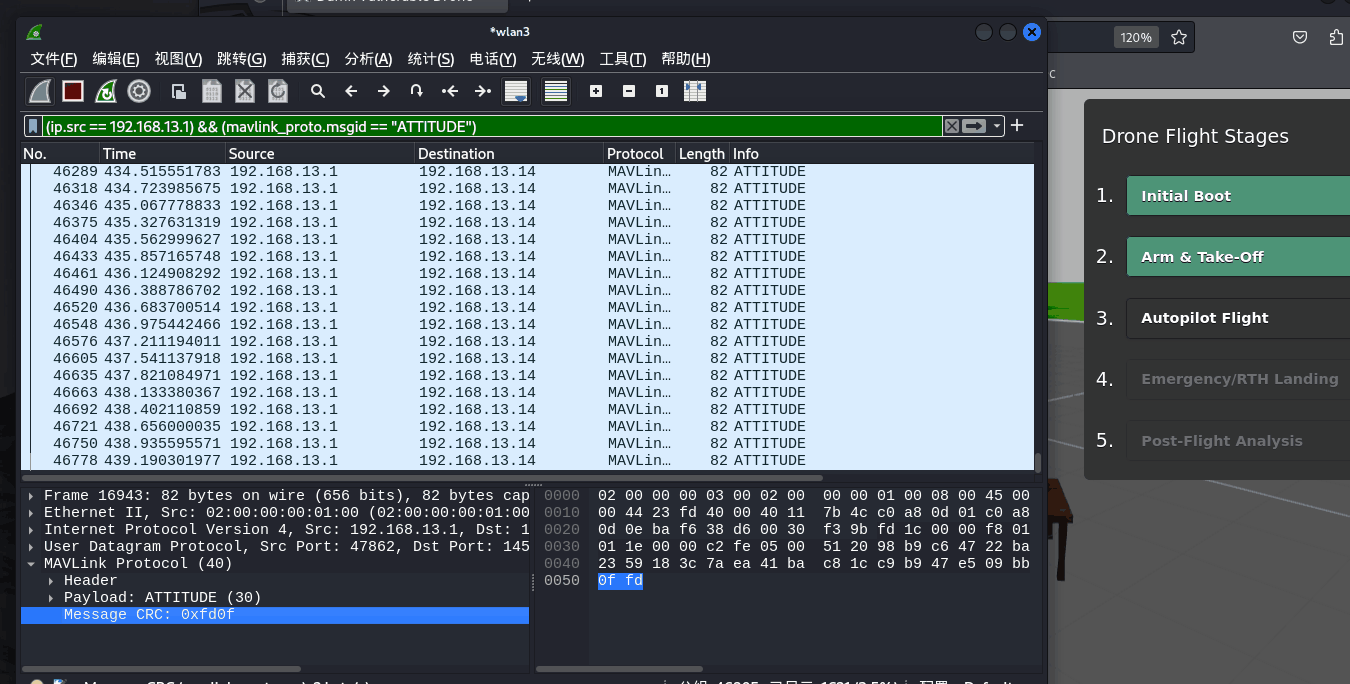 *wlan3
文件(F) 编辑(E) 视图(V) 跳转(G) 捕获(C) 分析(A) 统计(S) 电话(Y) 无线(W) 工具(T) 帮助(H)
120%
(ip.src == 192.168.13.1) && (mavlink_proto.msgid == "ATTITUDE")
No. Time Source Destination Protocol Length Info
46289 434.515551783 192.168.13.1 192.168.13.14 MAVLin… 82 ATTITUDE
46318 434.723985675 192.168.13.1 192.168.13.14 MAVLin… 82 ATTITUDE
46346 435.067778833 192.168.13.1 192.168.13.14 MAVLin… 82 ATTITUDE
46375 435.327631319 192.168.13.1 192.168.13.14 MAVLin… 82 ATTITUDE
46404 435.562999627 192.168.13.1 192.168.13.14 MAVLin… 82 ATTITUDE
46433 435.857165748 192.168.13.1 192.168.13.14 MAVLin… 82 ATTITUDE
46461 436.124908292 192.168.13.1 192.168.13.14 MAVLin… 82 ATTITUDE
46490 436.388786702 192.168.13.1 192.168.13.14 MAVLin… 82 ATTITUDE
46520 436.683700514 192.168.13.1 192.168.13.14 MAVLin… 82 ATTITUDE
46548 436.975442466 192.168.13.1 192.168.13.14 MAVLin… 82 ATTITUDE
46576 437.211194011 192.168.13.1 192.168.13.14 MAVLin… 82 ATTITUDE
46605 437.541137918 192.168.13.1 192.168.13.14 MAVLin… 82 ATTITUDE
46635 437.821084971 192.168.13.1 192.168.13.14 MAVLin… 82 ATTITUDE
46663 438.133380367 192.168.13.1 192.168.13.14 MAVLin… 82 ATTITUDE
46692 438.402110859 192.168.13.1 192.168.13.14 MAVLin… 82 ATTITUDE
46721 438.656000035 192.168.13.1 192.168.13.14 MAVLin… 82 ATTITUDE
46750 438.935595571 192.168.13.1 192.168.13.14 MAVLin… 82 ATTITUDE
46778 439.190301977 192.168.13.1 192.168.13.14 MAVLin… 82 ATTITUDE
Frame 16943: 82 bytes on wire (656 bits), 82 bytes cap
Ethernet II, Src: 02:00:00:00:01:00 (02:00:00:00:01:00
Internet Protocol Version 4, Src: 192.168.13.1, Dst: 1
User Datagram Protocol, Src Port: 47862, Dst Port: 145
MAVLink Protocol (40)
Header
Payload: ATTITUDE (30)
Message CRC: 0xfd0f
0000 02 00 00 00 03 00 02 00 00 00 01 00 08 00 45 00
0010 00 44 23 fd 40 00 40 11 7b 4c c0 a8 0d 01 c0 a8
0020 0d 0e ba f6 38 d6 00 30 f3 9b fd 1c 00 00 f8 01
0030 01 1e 00 00 c2 fe 05 00 51 20 98 b9 c6 47 22 ba
0040 23 59 18 3c 7a ea 41 ba c8 1c c9 b9 47 e5 09 bb
0050 0f fd
Drone Flight Stages
1. Initial Boot
2. Arm & Take-Off
3. Autopilot Flight
4. Emergency/RTH Landing
5. Post-Flight Analysis